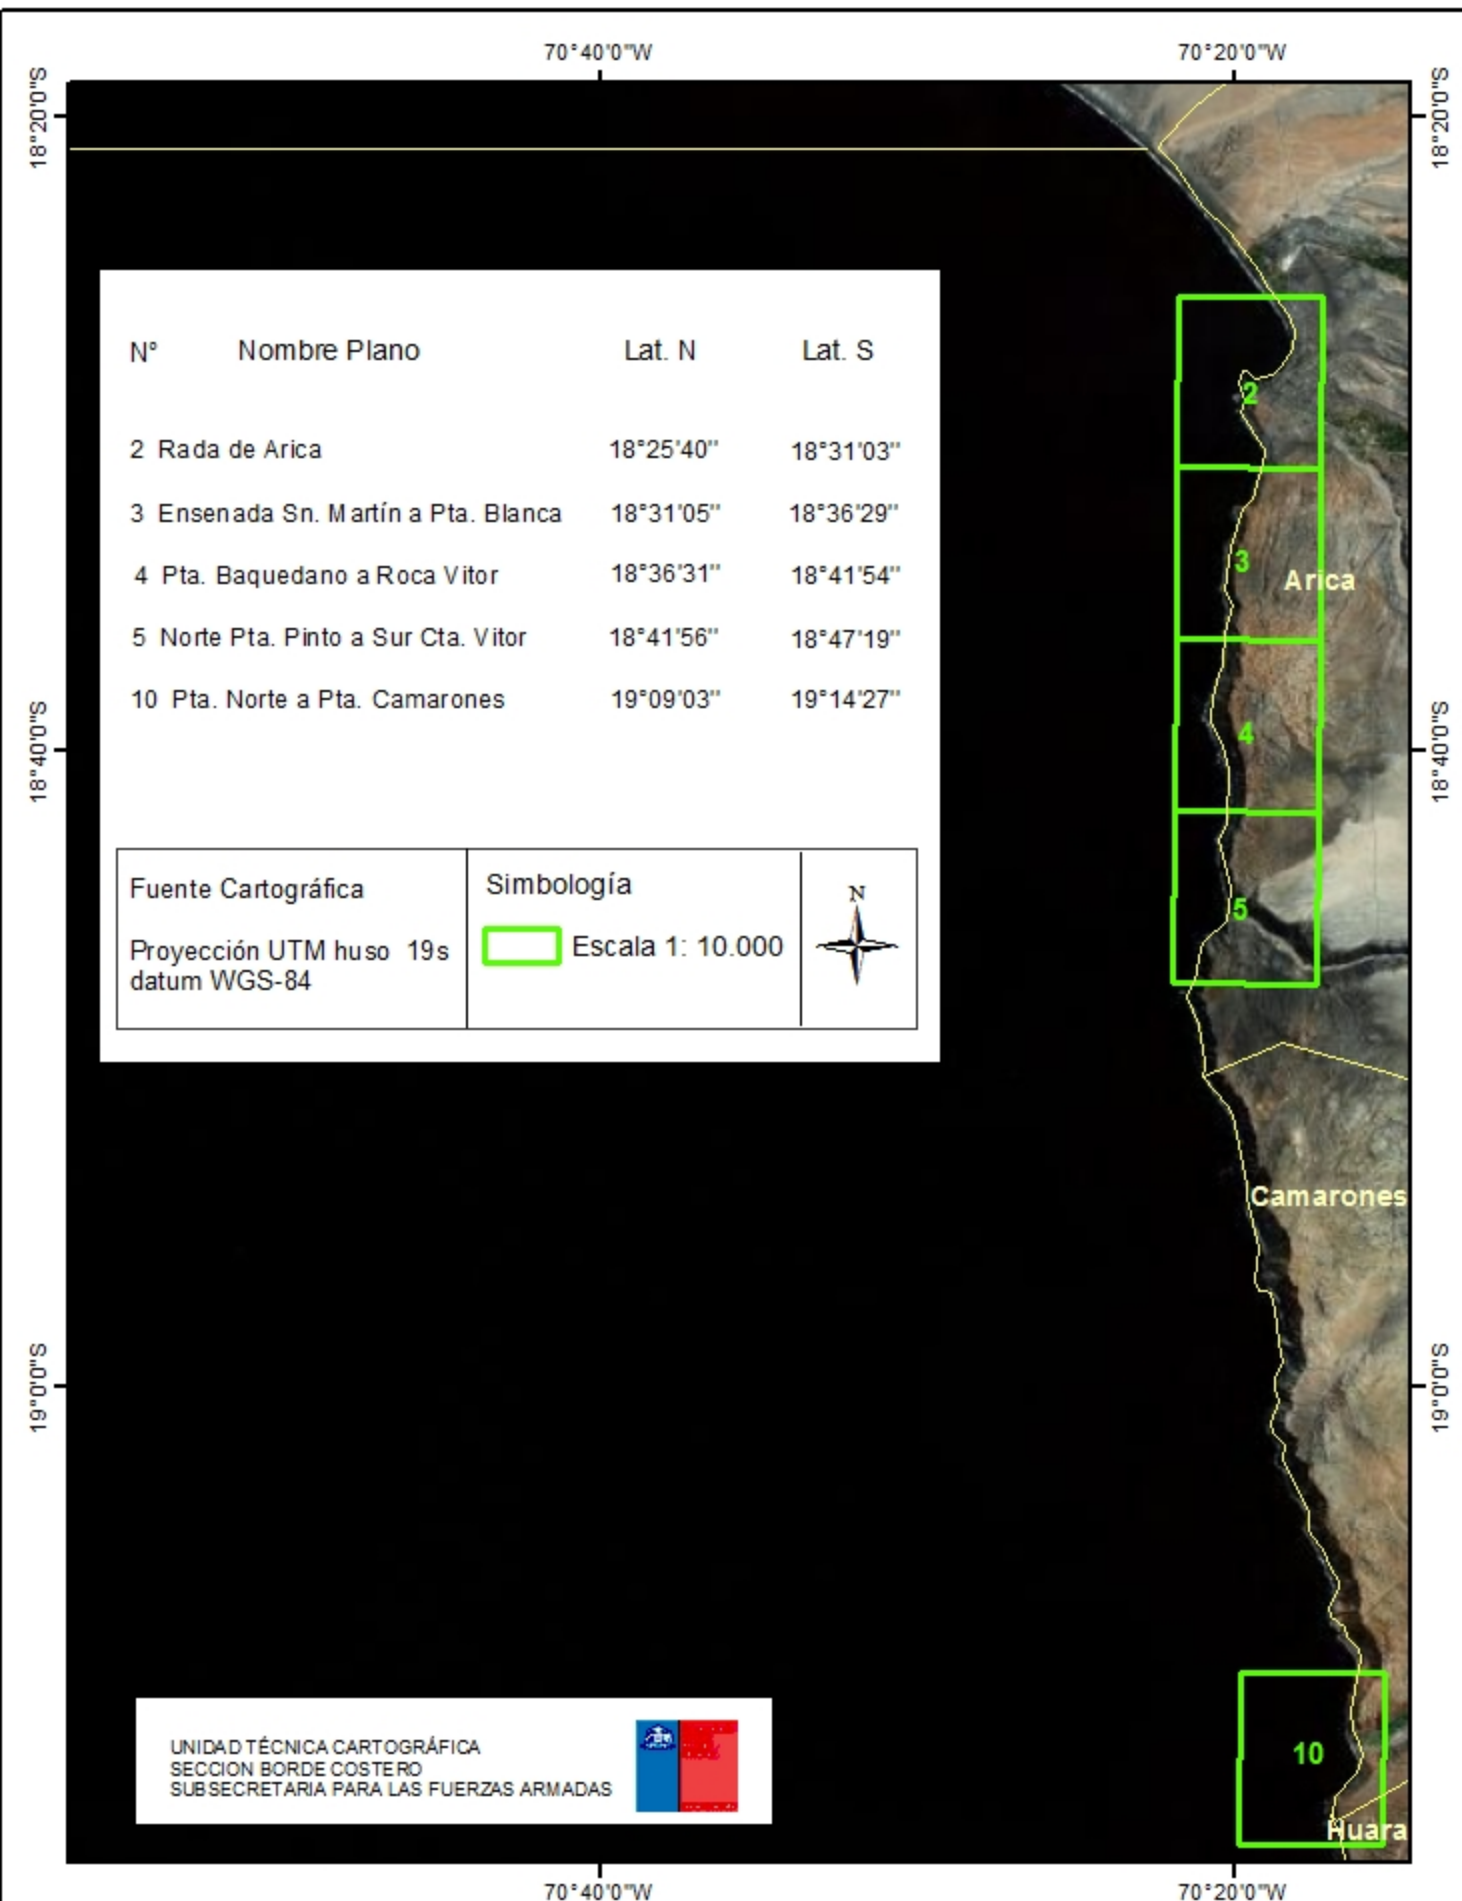 70°40'0"W 70°20'0"W
18°20'0"S 18°20'0"S
N° Nombre Plano Lat. N Lat. S
2 Rada de Arica 18°25'40" 18°31'03"
3 Ensenada Sn. Martín a Pta. Blanca 18°31'05" 18°36'29"
4 Pta. Baquedano a Roca Vitor 18°36'31" 18°41'54"
5 Norte Pta. Pinto a Sur Cta. Vitor 18°41'56" 18°47'19"
10 Pta. Norte a Pta. Camarones 19°09'03" 19°14'27"
2
3
Arica
4
5
18°40'0"S 18°40'0"S
Fuente Cartográfica
Proyección UTM huso 19s
datum WGS-84
Simbología
Escala 1: 10.000
N
Camarones
19°0'0"S 19°0'0"S
10
Huara
UNIDAD TÉCNICA CARTOGRÁFICA
SECCION BORDE COSTERO
SUBSECRETARIA PARA LAS FUERZAS ARMADAS
70°40'0"W 70°20'0"W